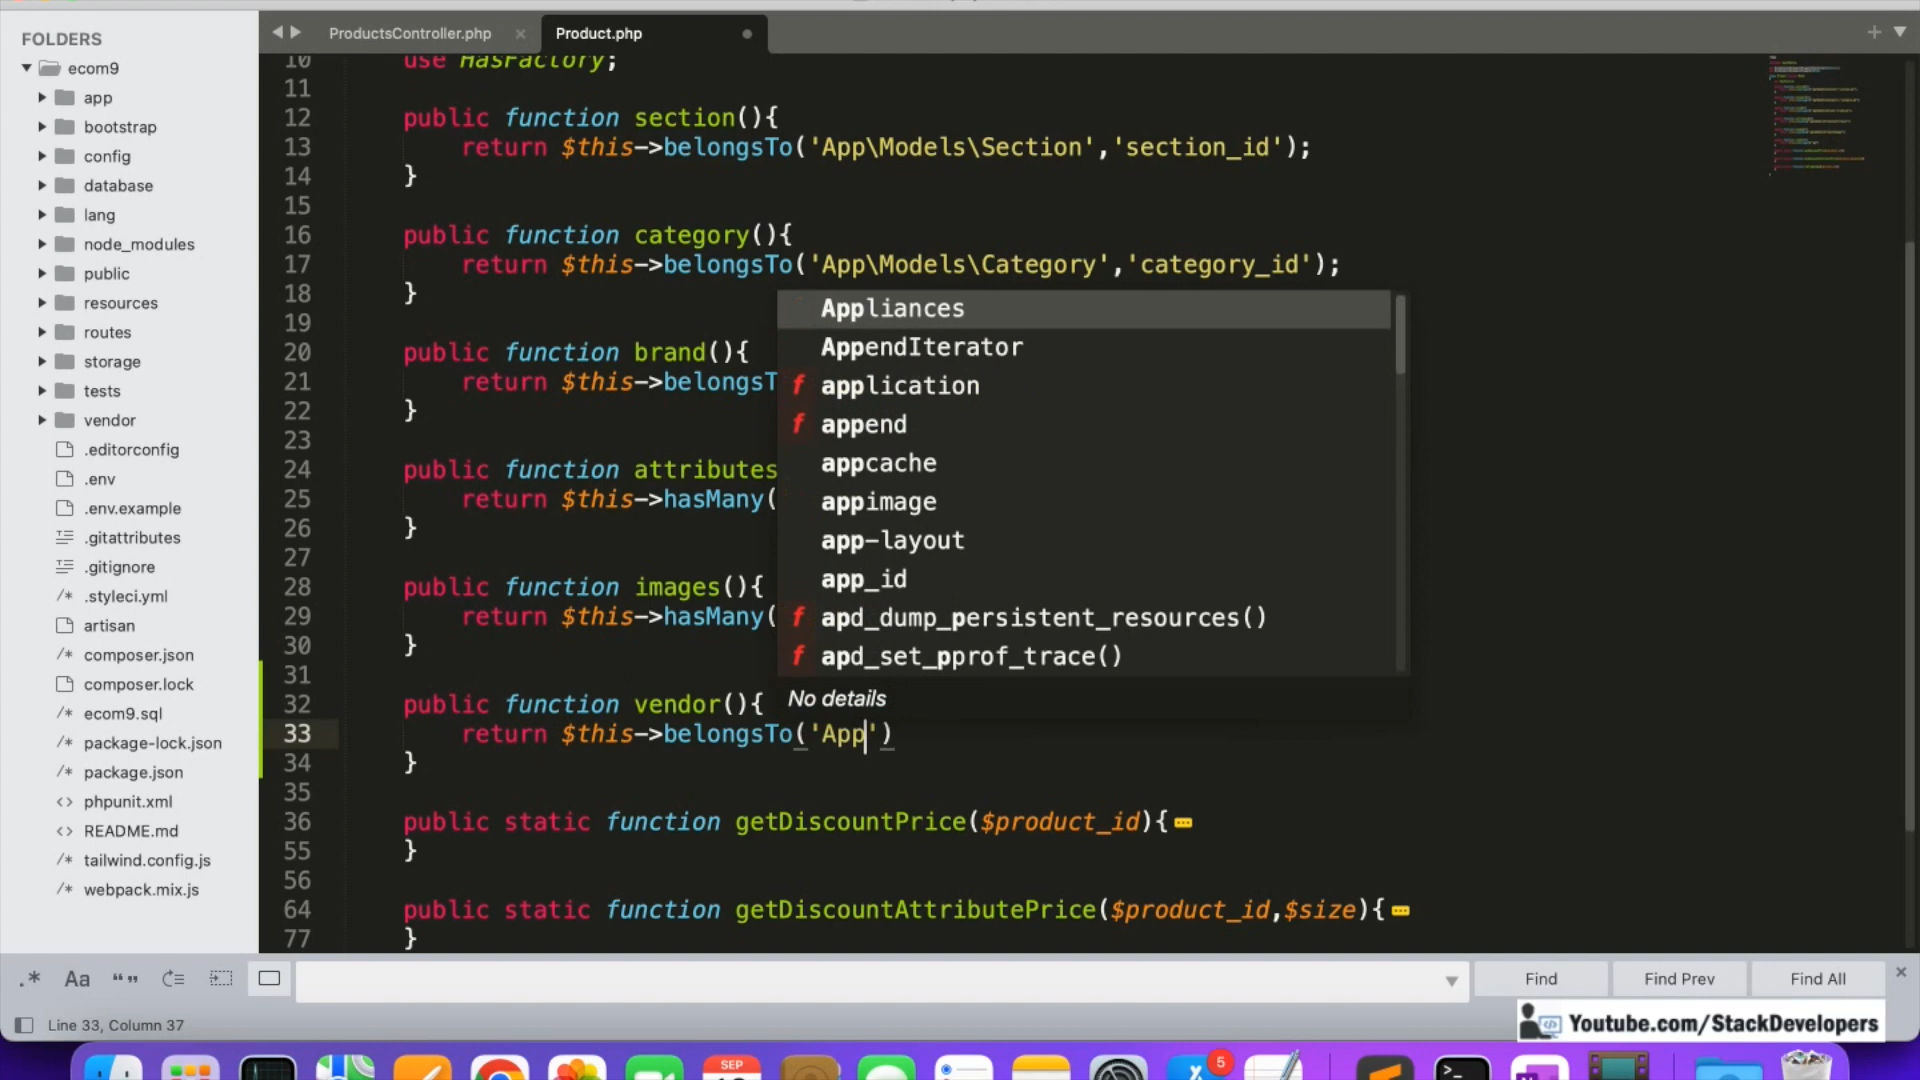 FOLDERS
ecom9
app
bootstrap
config
database
lang
node_modules
public
resources
routes
storage
tests
vendor
.editorconfig
.env
.env.example
.gitattributes
.gitignore
.styleci.yml
artisan
composer.json
composer.lock
ecom9.sql
package-lock.json
package.json
phpunit.xml
README.md
tailwind.config.js
webpack.mix.js
ProductsController.php
Product.php
10 use HasFactory;
11
12 public function section(){
13 return $this->belongsTo('App\Models\Section','section_id');
14 }
15
16 public function category(){
17 return $this->belongsTo('App\Models\Category','category_id');
18 }
19
20 public function brand(){
21 return $this->belongsT
22 }
23
24 public function attributes
25 return $this->hasMany(
26 }
27
28 public function images(){
29 return $this->hasMany(
30 }
31
32 public function vendor(){
33 return $this->belongsTo('App')
34 }
35
36 public static function getDiscountPrice($product_id){
55 }
56
64 public static function getDiscountAttributePrice($product_id,$size){
77 }
Appliances
AppendIterator
f application
f append
appcache
appimage
app-layout
app_id
f apd_dump_persistent_resources()
f apd_set_pprof_trace()
No details
.* Aa “” Find Find Prev Find All
Line 33, Column 37
Youtube.com/StackDevelopers
SEP
5